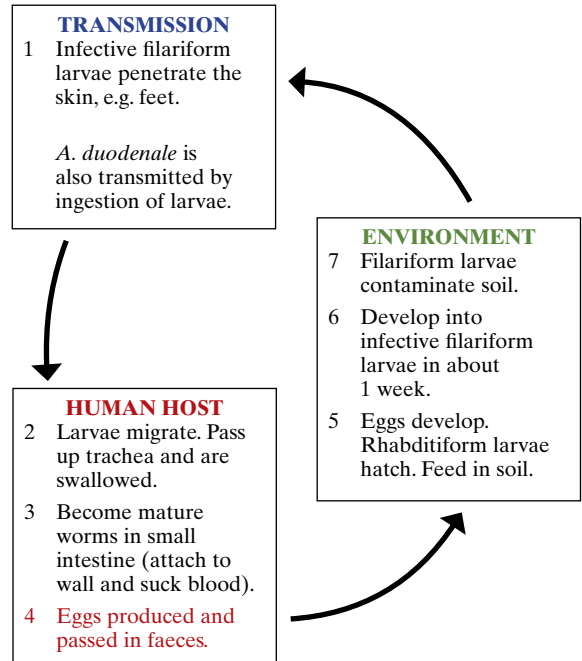 TRANSMISSION
1 Infective filariform
larvae penetrate the
skin, e.g. feet.
A. duodenale is
also transmitted by
ingestion of larvae.
HUMAN HOST
2 Larvae migrate. Pass
up trachea and are
swallowed.
3 Become mature
worms in small
intestine (attach to
wall and suck blood).
4 Eggs produced and
passed in faeces.
ENVIRONMENT
7 Filariform larvae
contaminate soil.
6 Develop into
infective filariform
larvae in about
1 week.
5 Eggs develop.
Rhabditiform larvae
hatch. Feed in soil.